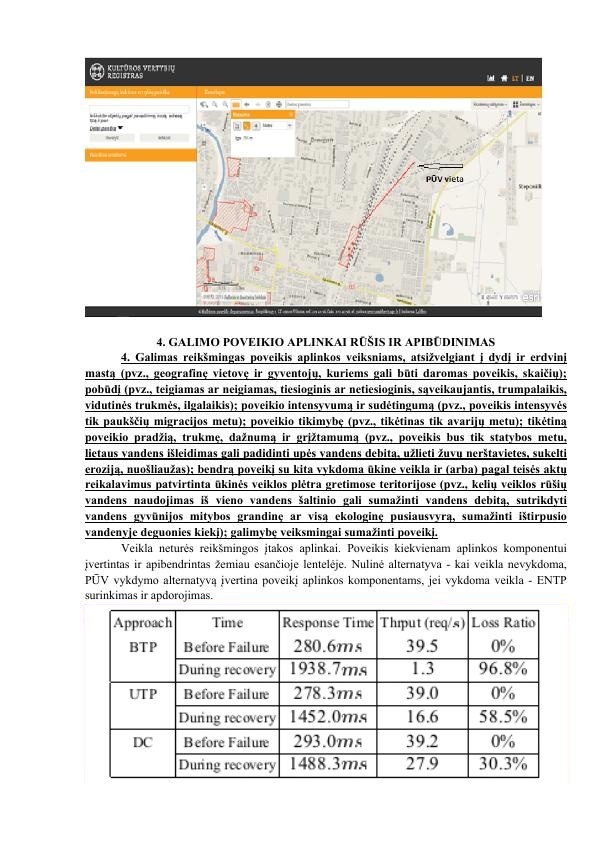 KULTŪROS VERTYBIŲ
REGISTRAS
LT | EN
PŪV vieta
esri
4. GALIMO POVEIKIO APLINKAI RŪŠIS IR APIBŪDINIMAS
4. Galimas reikšmingas poveikis aplinkos veiksniams, atsižvelgiant į dydį ir erdvinį
mastą (pvz., geografinę vietovę ir gyventojų, kuriems gali būti daromas poveikis, skaičių);
pobūdį (pvz., teigiamas ar neigiamas, tiesioginis ar netiesioginis, sąveikaujantis, trumpalaikis,
vidutinės trukmės, ilgalaikis); poveikio intensyvumą ir sudėtingumą (pvz., poveikis intensyvės
tik paukščių migracijos metu); poveikio tikimybę (pvz., tikėtinas tik avarijų metu); tikėtiną
poveikio pradžią, trukmę, dažnumą ir grįžtamumą (pvz., poveikis bus tik statybos metu,
lietaus vandens išleidimas gali padidinti upės vandens debitą, užlieti žuvų nerštavietes, sukelti
eroziją, nuošliaužas); bendrą poveikį su kita vykdoma ūkine veikla ir (arba) pagal teisės aktų
reikalavimus patvirtinta ūkinės veiklos plėtra gretimose teritorijose (pvz., kelių veiklos rūšių
vandens naudojimas iš vieno vandens šaltinio gali sumažinti vandens debitą, sutrikdyti
vandens gyvūnijos mitybos grandinę ar visą ekologinę pusiausvyrą, sumažinti ištirpusio
vandenyje deguonies kiekį); galimybę veiksmingai sumažinti poveikį.
Veikla neturės reikšmingos įtakos aplinkai. Poveikis kiekvienam aplinkos komponentui
įvertintas ir apibendrintas žemiau esančioje lentelėje. Nulinė alternatyva - kai veikla nevykdoma,
PŪV vykdymo alternatyvą įvertina poveikį aplinkos komponentams, jei vykdoma veikla - ENTP
surinkimas ir apdorojimas.
Approach Time Response Time Thput (req/s) Loss Ratio
BTP Before Failure 280.6ms 39.5 0%
During recovery 1938.7ms 1.3 96.8%
UTP Before Failure 278.3ms 39.0 0%
During recovery 1452.0ms 16.6 58.5%
DC Before Failure 293.0ms 39.2 0%
During recovery 1488.3ms 27.9 30.3%